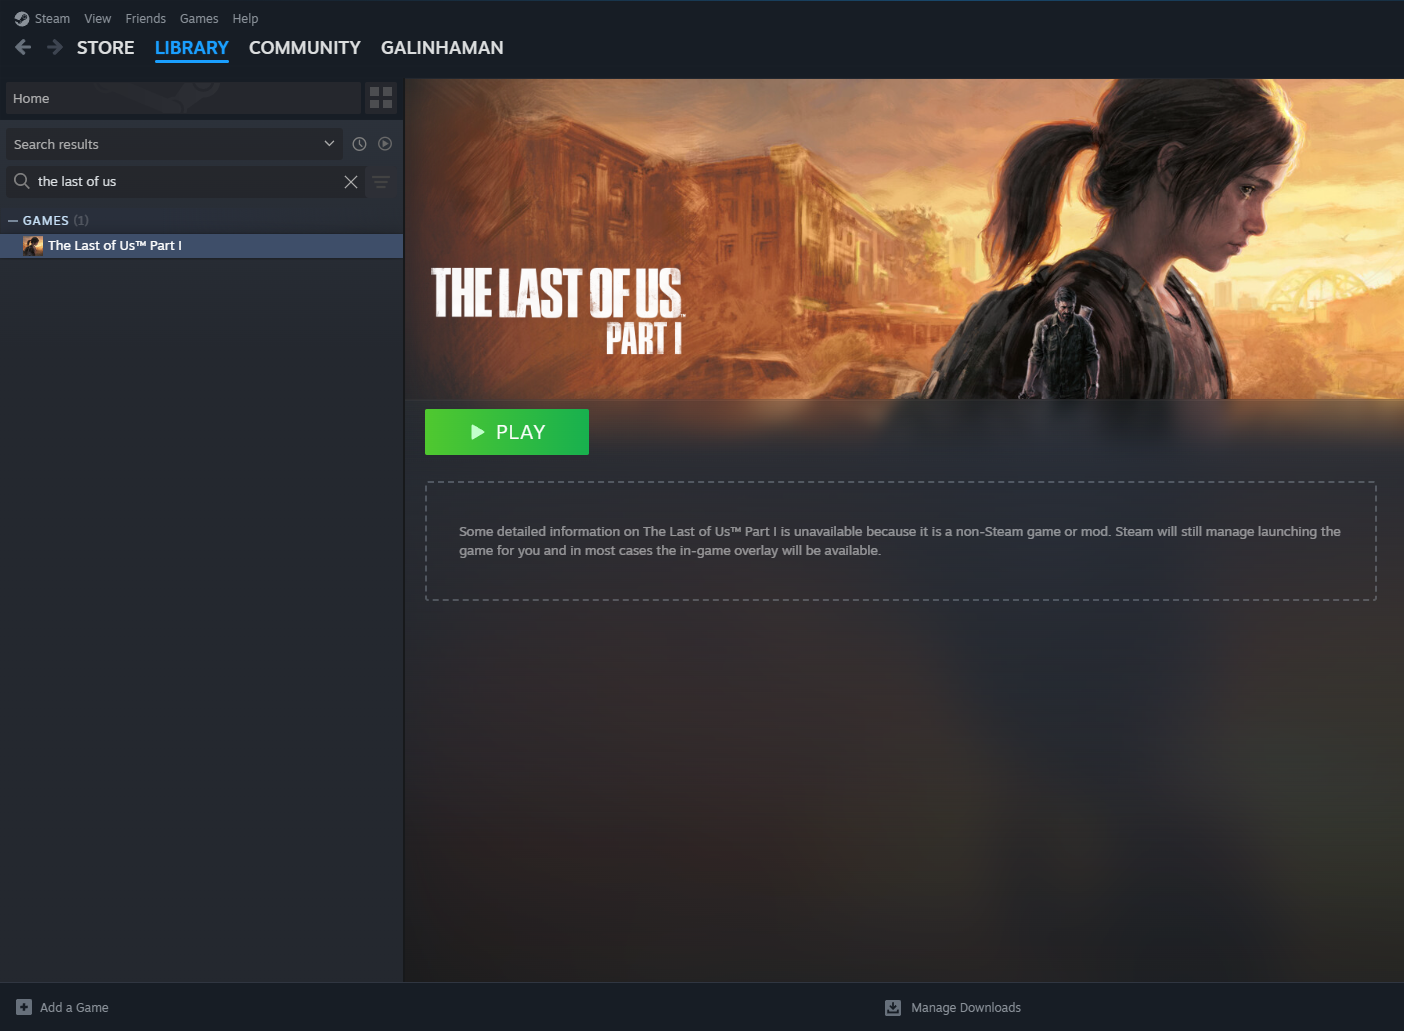 Steam View Friends Games Help
STORE LIBRARY COMMUNITY GALINHAMAN
Home
Search results
the last of us
GAMES (1)
The Last of Us™ Part I
THE LAST OF US™
PART I
PLAY
Some detailed information on The Last of Us™ Part I is unavailable because it is a non-Steam game or mod. Steam will still manage launching the
game for you and in most cases the in-game overlay will be available.
Add a Game
Manage Downloads